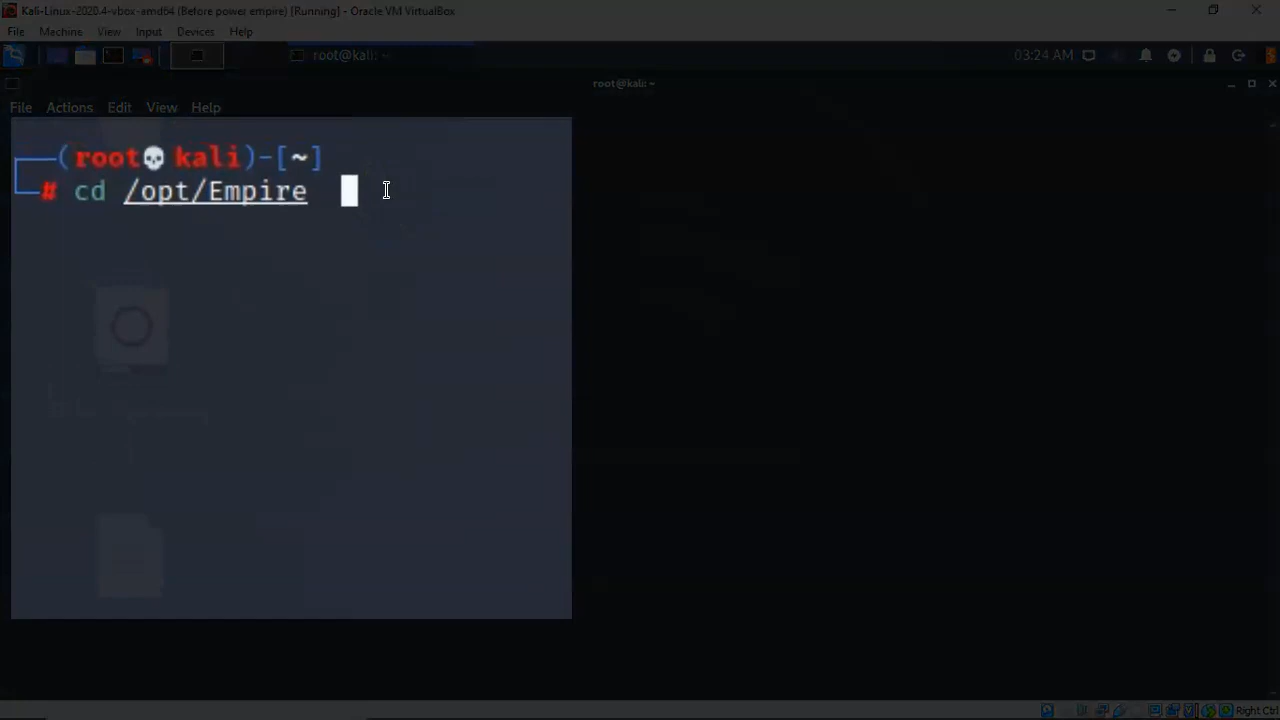 Kali-Linux-2020.4-vbox-amd64 (Before power empire) [Running] - Oracle VM VirtualBox
File Machine View Input Devices Help
root@kali: ~ 03:24 AM
root@kali: ~
File Actions Edit View Help
(root💀kali)-[~]
# cd /opt/Empire
Right Ctrl